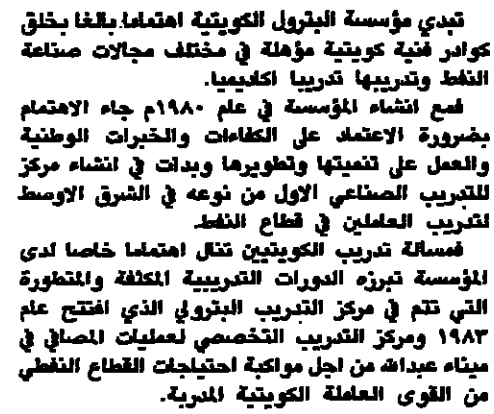 تبدي مؤسسة البترول الكويتية اهتماما بالغا بخلق
كوادر فنية كويتية مؤهلة في مختلف مجالات صناعة
النفط وتدريبها تدريبا اكاديميا.
فمع انشاء المؤسسة في عام ١٩٨٠م جاء الاهتمام
بضرورة الاعتماد على الكفاءات والخبرات الوطنية
والعمل على تنميتها وتطويرها وبدات في انشاء مركز
للتدريب الصناعي الاول من نوعه في الشرق الاوسط
لتدريب العاملين في قطاع النفط.
فمسالة تدريب الكويتيين تنال اهتماما خاصا لدى
المؤسسة تبرزه الدورات التدريبية المكثفة والمتطورة
التي تتم في مركز التدريب البترولي الذي افتتح عام
١٩٨٣ ومركز التدريب التخصصي لعمليات المصافي في
ميناء عبدالله من اجل مواكبة احتياجات القطاع النفطي
من القوى العاملة الكويتية المدربة.